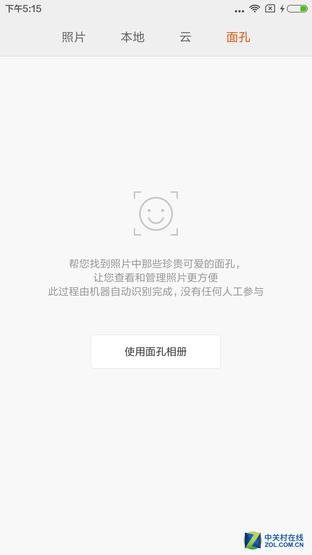 下午5:15
照片 本地 云 面孔
帮您找到照片中那些珍贵可爱的面孔，
让您查看和管理照片更方便
此过程由机器自动识别完成，没有任何人工参与
使用面孔相册
中关村在线
ZOL.COM.CN